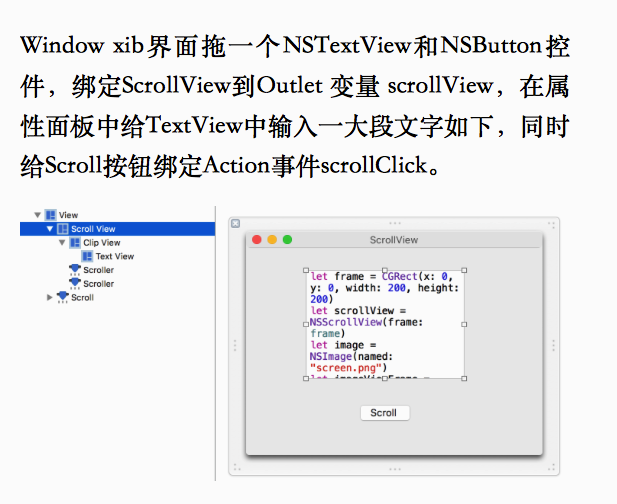 Window xib界面拖一个NSTextView和NSButton控
件，绑定ScrollView到Outlet 变量 scrollView，在属
性面板中给TextView中输入一大段文字如下，同时
给Scroll按钮绑定Action事件scrollClick。
View
Scroll View
Clip View
Text View
Scroller
Scroller
Scroll
ScrollView
let frame = CGRect(x: 0,
y: 0, width: 200, height:
200)
let scrollView =
NSScrollView(frame:
frame)
let image =
NSImage(named:
"screen.png")
let imageViewFrame =
Scroll